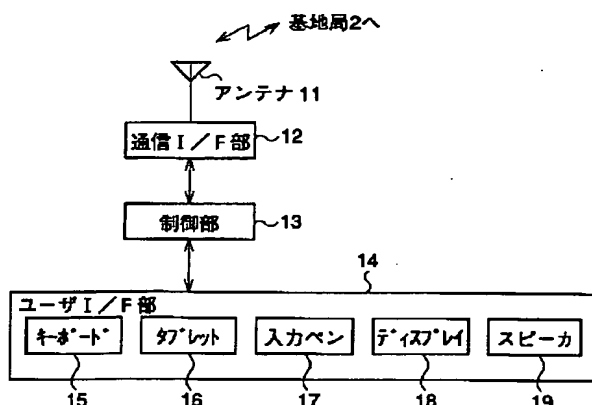 基地局2へ
アンテナ 11
通信I/F部 12
制御部 13
14
ユーザI/F部
キーボード タブレット 入力ペン ディスプレイ スピーカ
15 16 17 18 19